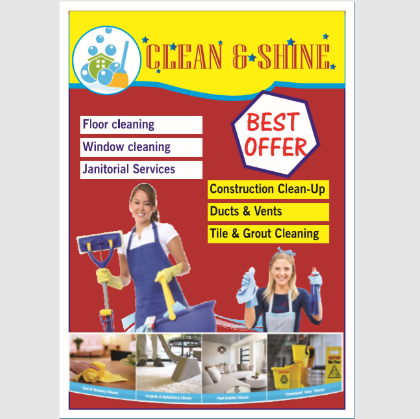 CLEAN & SHINE
BEST
OFFER
Floor cleaning
Window cleaning
Janitorial Services
Construction Clean-Up
Ducts & Vents
Tile & Grout Cleaning